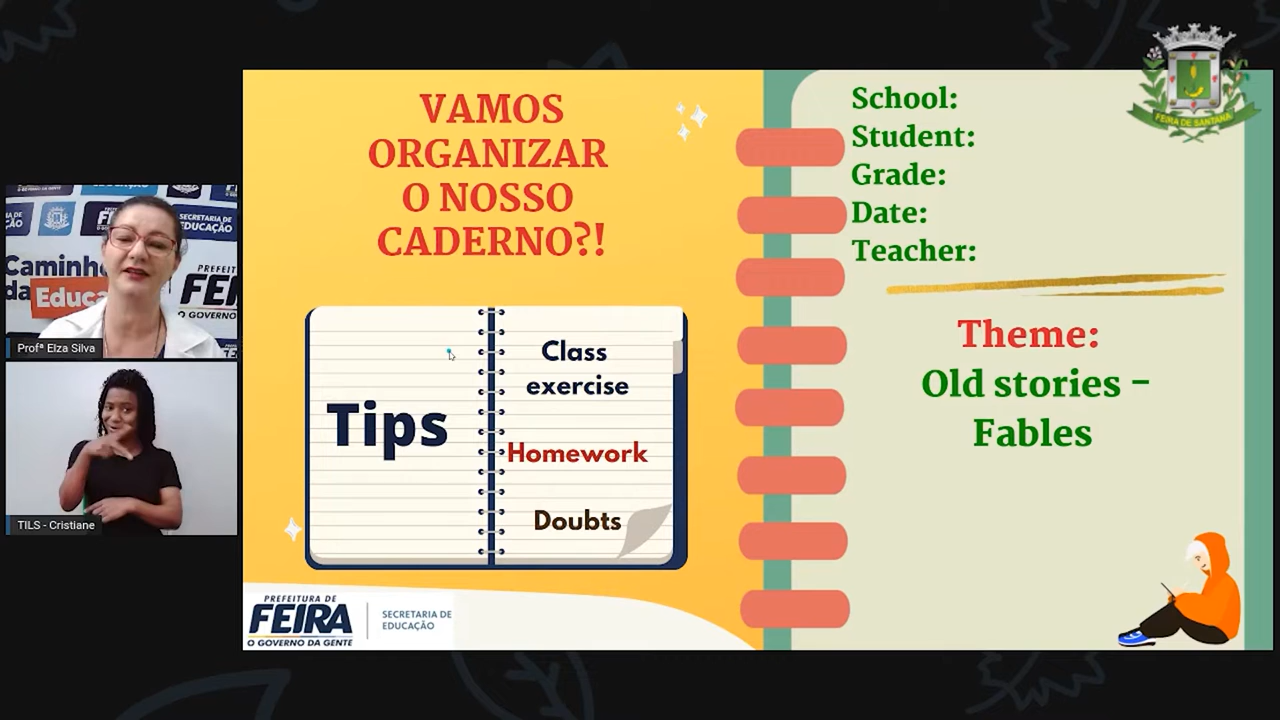 VAMOS
ORGANIZAR
O NOSSO
CADERNO?!
Tips
Class
exercise
Homework
Doubts
PREFEITURA DE
FEIRA
O GOVERNO DA GENTE
SECRETARIA DE
EDUCAÇÃO
School:
Student:
Grade:
Date:
Teacher:
Theme:
Old stories -
Fables
FEIRA DE SANTANA
SECRETARIA DE
EDUCAÇÃO
Caminho
da Educa
PREFEIT
FEI
O GOVERNO
Profª Elza Silva
TILS - Cristiane